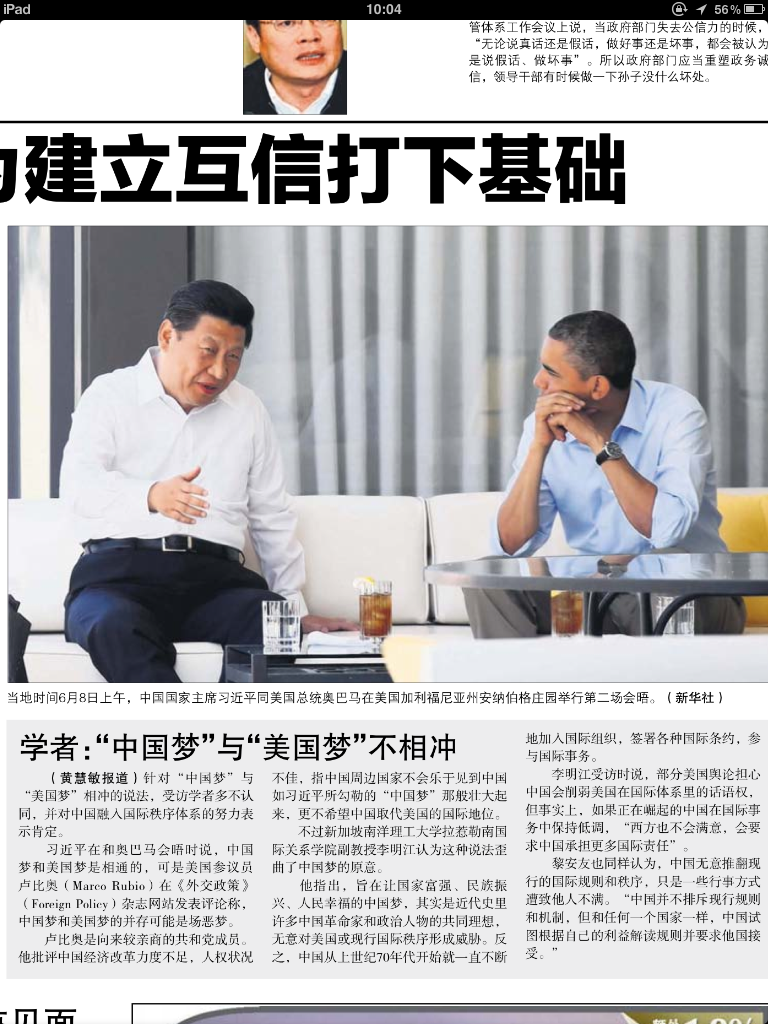 iPad
10:04
56%
管体系工作会议上说，当政府部门失去公信力的时候，
“无论说真话还是假话，做好事还是坏事，都会被认为
是说假话、做坏事”。所以政府部门应当重塑政务诚
信，领导干部有时候做一下孙子没什么坏处。
为建立互信打下基础
当地时间6月8日上午，中国国家主席习近平同美国总统奥巴马在美国加利福尼亚州安纳伯格庄园举行第二场会晤。（新华社）
学者：“中国梦”与“美国梦”不相冲
（黄慧敏报道）针对“中国梦”与
“美国梦”相冲的说法，受访学者多不认
同，并对中国融入国际秩序体系的努力表
示肯定。
习近平在和奥巴马会晤时说，中国
梦和美国梦是相通的，可是美国参议员
卢比奥（Marco Rubio）在《外交政策》
（Foreign Policy）杂志网站发表评论称，
中国梦和美国梦的并存可能是场恶梦。
卢比奥是向来较亲商的共和党成员。
他批评中国经济改革力度不足，人权状况
不佳，指中国周边国家不会乐于见到中国
如习近平所勾勒的“中国梦”那般壮大起
来，更不希望中国取代美国的国际地位。
不过新加坡南洋理工大学拉惹勒南国
际关系学院副教授李明江认为这种说法歪
曲了中国梦的原意。
他指出，旨在让国家富强、民族振
兴、人民幸福的中国梦，其实是近代史里
许多中国革命家和政治人物的共同理想，
无意对美国或现行国际秩序形成威胁。反
之，中国从上世纪70年代开始就一直不断
地加入国际组织，签署各种国际条约，参
与国际事务。
李明江受访时说，部分美国舆论担心
中国会削弱美国在国际体系里的话语权，
但事实上，如果正在崛起的中国在国际事
务中保持低调，“西方也不会满意，会要
求中国承担更多国际责任”。
黎安友也同样认为，中国无意推翻现
行的国际规则和秩序，只是一些行事方式
遭致他人不满。“中国并不排斥现行规则
和机制，但和任何一个国家一样，中国试
图根据自己的利益解读规则并要求他国接
受。”